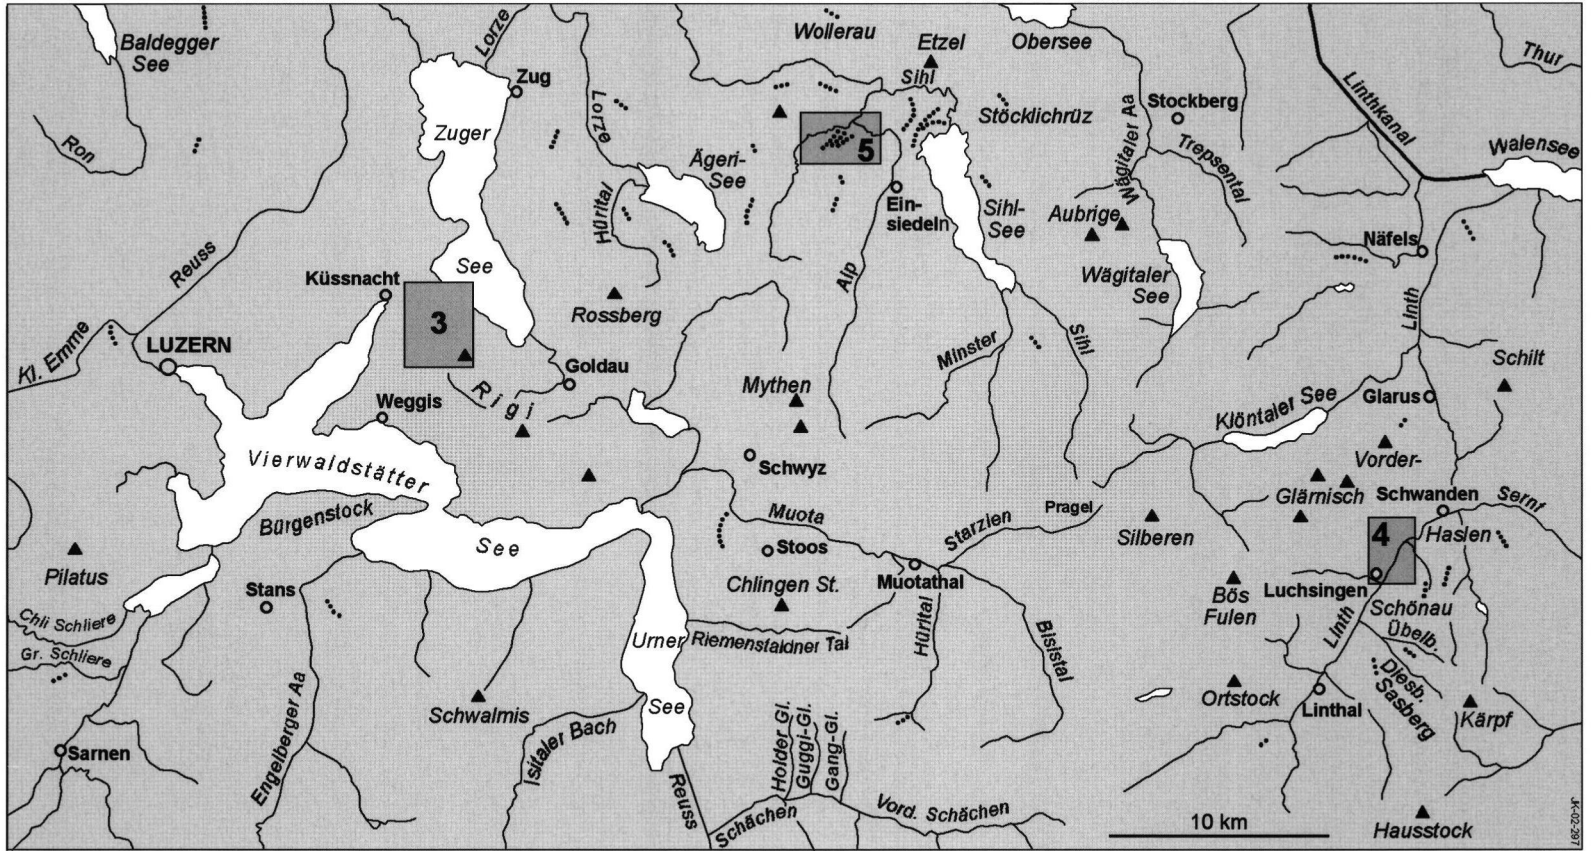 Baldegger
See
Ron
Reuss
Kl. Emme
LUZERN
Küssnacht
Weggis
Lorze
Zug
Zuger
See
3
Rigi
Goldau
Rossberg
Lorze
Hürital
Ägeri-
See
Wollerau
Etzel
Sihl
5
Ein-
siedeln
Alp
Stöcklichrüz
Sihl-
See
Obersee
Wägitaler Aa
Stockberg
Trepsental
Aubrige
Wägitaler
See
Linthkanal
Thur
Walensee
Näfels
Linth
Schilt
Glarus
Klöntaler See
Vorder-
Glärnisch
Schwanden
Sernf
Haslen
4
Luchsingen
Schönau
Übelb.
Linth
Diesb.
Sasberg
Kärpf
Linthal
Hausstock
Ortstock
Bös
Fulen
Silberen
Pragel
Starzlen
Minster
Sihl
Mythen
Schwyz
Muota
Stoos
Chlingen St.
Muotathal
Hürital
Bisistal
Riemenstaldner Tal
Vierwaldstätter
See
Bürgenstock
Urner
See
Pilatus
Stans
Chli Schliere
Gr. Schliere
Sarnen
Engelberger Aa
Schwalmis
Isitaler Bach
Reuss
Schächen
Holder Gl.
Guggi-Gl.
Gang-Gl.
Vord. Schächen
10 km
JK-02-297